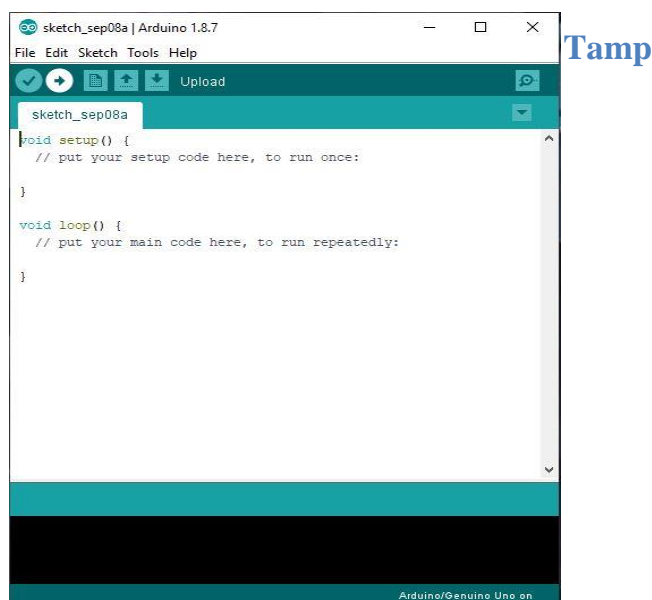 sketch_sep08a | Arduino 1.8.7
File Edit Sketch Tools Help
Tamp
Upload
sketch_sep08a
void setup() {
// put your setup code here, to run once:
}
void loop() {
// put your main code here, to run repeatedly:
}
Arduino/Genuino Uno on